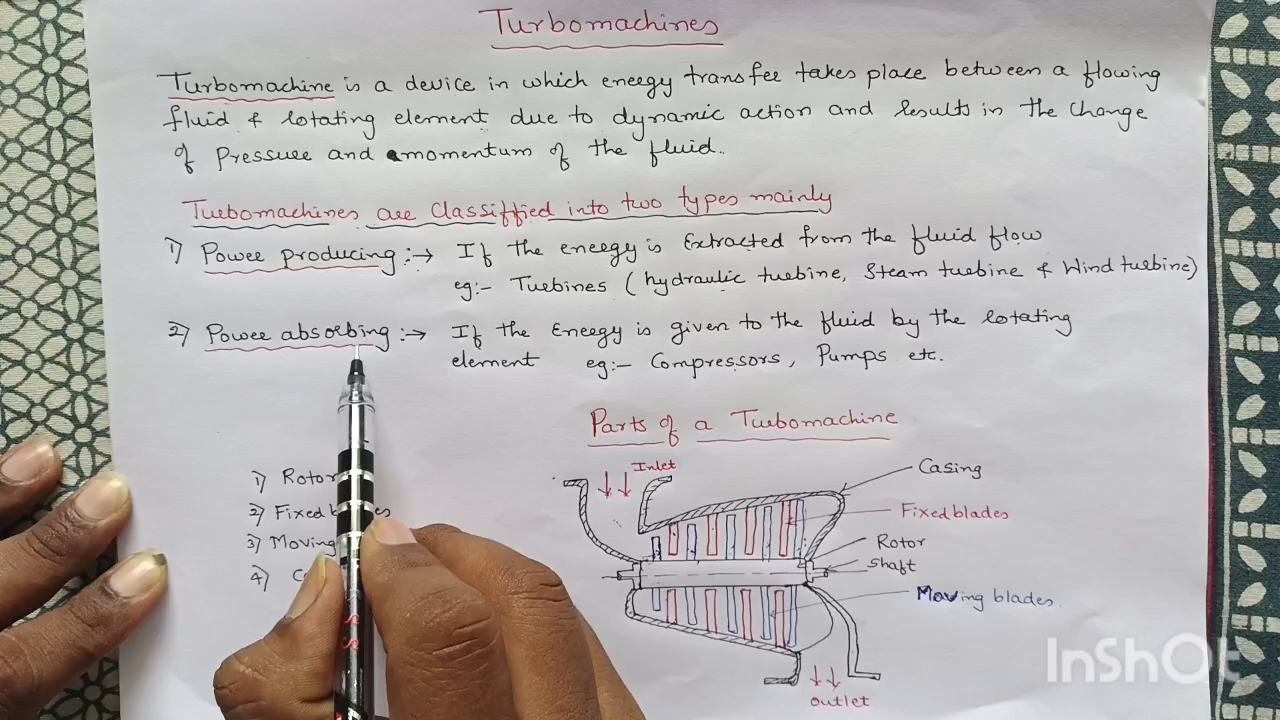 Turbomachines
Turbomachine is a device in which energy transfer takes place between a flowing
fluid & rotating element due to dynamic action and results in the change
of pressure and momentum of the fluid.
Turbomachines are classiffied into two types mainly
1) Power producing :→ If the energy is Extracted from the fluid flow
eg:- Turbines (hydraulic turbine, Steam turbine & Wind turbine)
2) Power absorbing :→ If the Energy is given to the fluid by the rotating
element eg:- Compressors, Pumps etc.
Parts of a Turbomachine
1) Rotor
2) Fixed
3) Moving
4)
Inlet
Casing
Fixed blades
Rotor
shaft
Moving blades
Outlet
InShOt